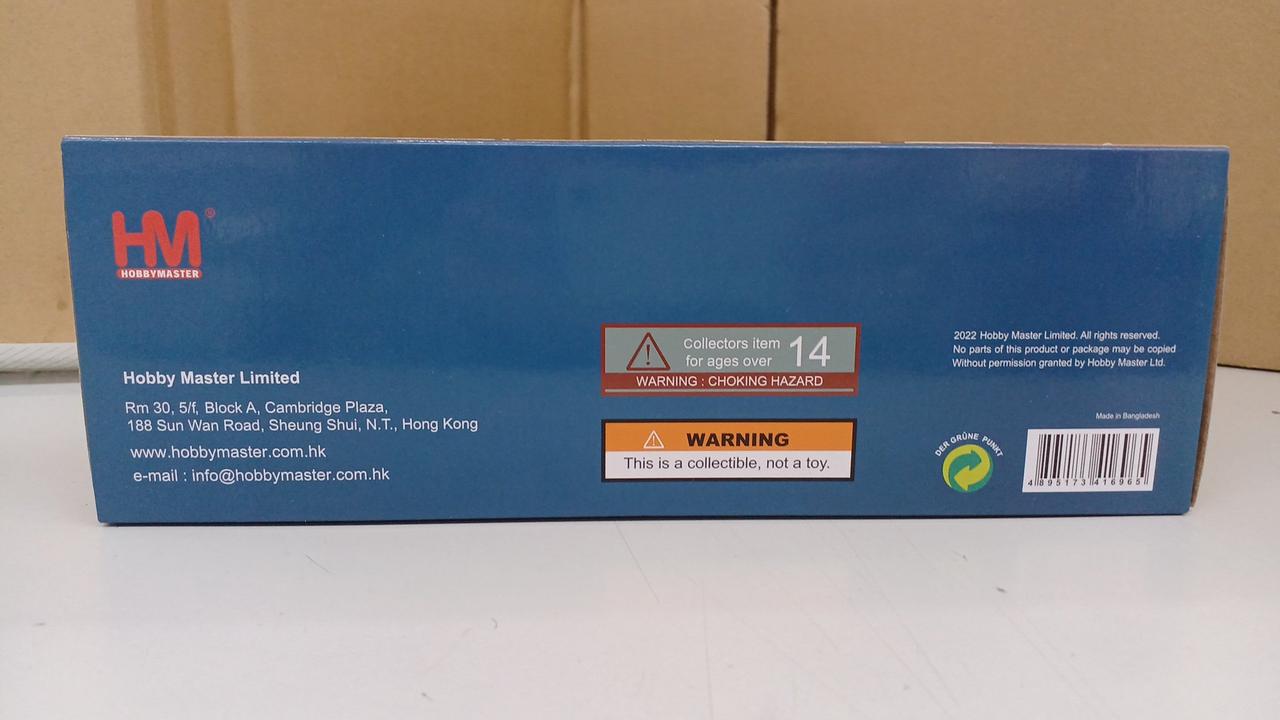 HM®
HOBBYMASTER
Hobby Master Limited
Rm 30, 5/f, Block A, Cambridge Plaza,
188 Sun Wan Road, Sheung Shui, N.T., Hong Kong
www.hobbymaster.com.hk
e-mail : info@hobbymaster.com.hk
Collectors item
for ages over 14
WARNING : CHOKING HAZARD
WARNING
This is a collectible, not a toy.
2022 Hobby Master Limited. All rights reserved.
No parts of this product or package may be copied
Without permission granted by Hobby Master Ltd.
Made in Bangladesh
DER GRÜNE PUNKT
4 895173 416965